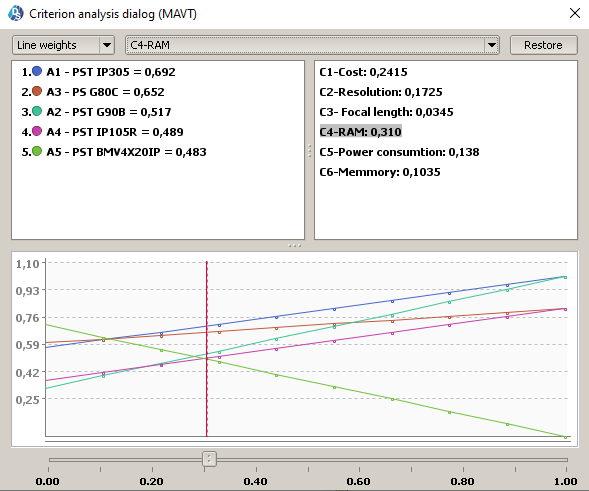 Criterion analysis dialog (MAVT)
Line weights
C4-RAM
Restore
1. A1 - PST IP305 = 0,692
2. A3 - PS G80C = 0,652
3. A2 - PST G90B = 0,517
4. A4 - PST IP105R = 0,489
5. A5 - PST BMV4X20IP = 0,483
C1-Cost: 0,2415
C2-Resolution: 0,1725
C3- Focal length: 0,0345
C4-RAM: 0,310
C5-Power consumtion: 0,138
C6-Memmory: 0,1035
1,10
0,93
0,76
0,59
0,42
0,25
0.00 0.20 0.40 0.60 0.80 1.00